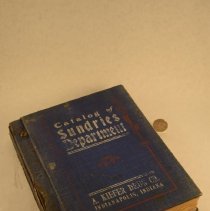 Catalog of
Sundries
Department
A. KIEFER DRUG CO.
INDIANAPOLIS, INDIANA